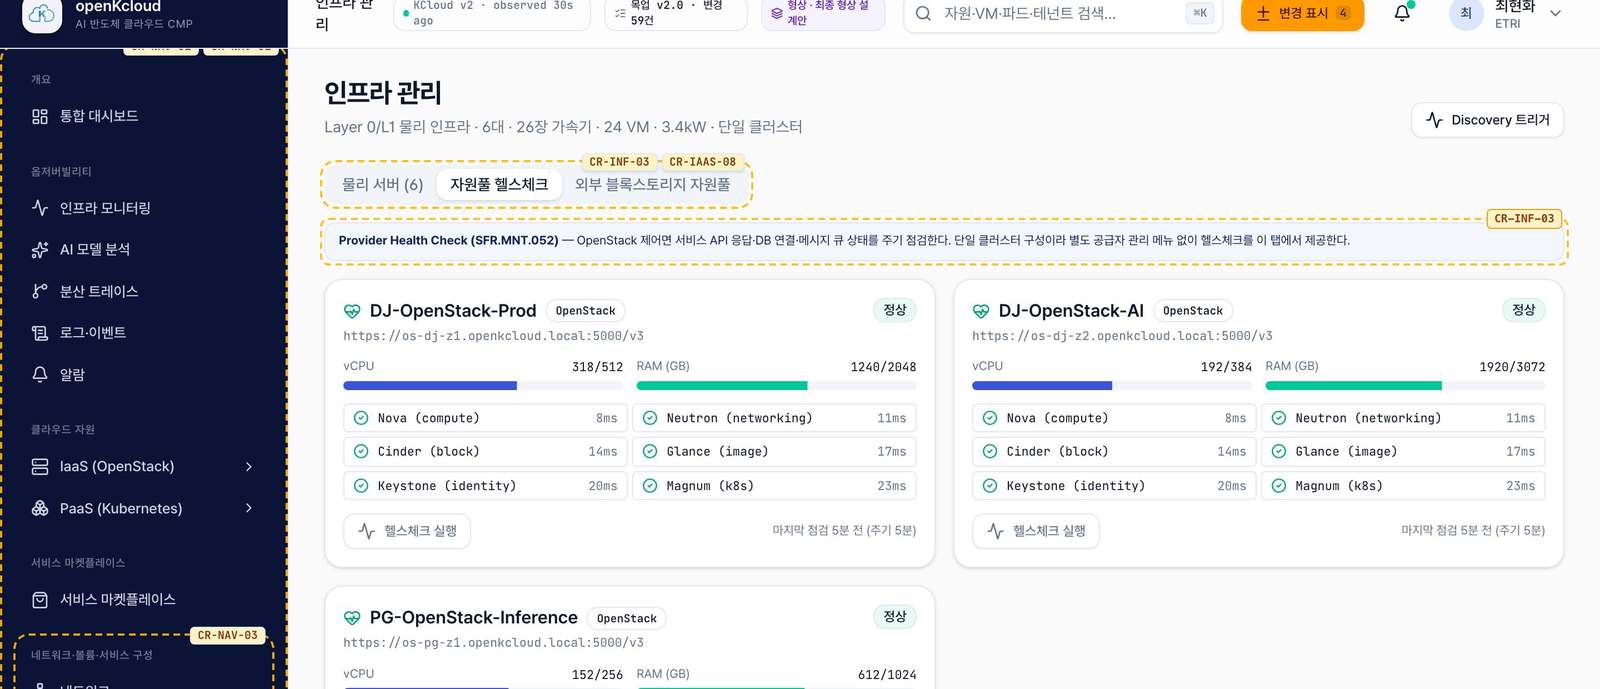 openKcloud
AI 반도체 클라우드 CMP
개요
통합 대시보드
옵저버빌리티
인프라 모니터링
AI 모델 분석
분산 트레이스
로그·이벤트
알람
클라우드 자원
IaaS (OpenStack)
PaaS (Kubernetes)
서비스 마켓플레이스
서비스 마켓플레이스
CR-NAV-03
네트워크·볼륨·서비스 구성
인프라 관
리
KCloud v2 · observed 30s
ago
목업 v2.0 · 변경
59건
형상·최종 형상 설
계안
자원·VM·파드·테넌트 검색...
⌘K
변경 표시 4
최
최현화
ETRI
인프라 관리
Layer 0/L1 물리 인프라 · 6대 · 26장 가속기 · 24 VM · 3.4kW · 단일 클러스터
Discovery 트리거
CR-INF-03
CR-IAAS-08
물리 서버 (6)
자원풀 헬스체크
외부 블록스토리지 자원풀
CR-INF-03
Provider Health Check (SFR.MNT.052) — OpenStack 제어면 서비스 API 응답·DB 연결·메시지 큐 상태를 주기 점검한다. 단일 클러스터 구성이라 별도 공급자 관리 메뉴 없이 헬스체크를 이 탭에서 제공한다.
DJ-OpenStack-Prod
OpenStack
정상
https://os-dj-z1.openkcloud.local:5000/v3
vCPU 318/512
RAM (GB) 1240/2048
Nova (compute) 8ms
Neutron (networking) 11ms
Cinder (block) 14ms
Glance (image) 17ms
Keystone (identity) 20ms
Magnum (k8s) 23ms
헬스체크 실행
마지막 점검 5분 전 (주기 5분)
DJ-OpenStack-AI
OpenStack
정상
https://os-dj-z2.openkcloud.local:5000/v3
vCPU 192/384
RAM (GB) 1920/3072
Nova (compute) 8ms
Neutron (networking) 11ms
Cinder (block) 14ms
Glance (image) 17ms
Keystone (identity) 20ms
Magnum (k8s) 23ms
헬스체크 실행
마지막 점검 5분 전 (주기 5분)
PG-OpenStack-Inference
OpenStack
정상
https://os-pg-z1.openkcloud.local:5000/v3
vCPU 152/256
RAM (GB) 612/1024